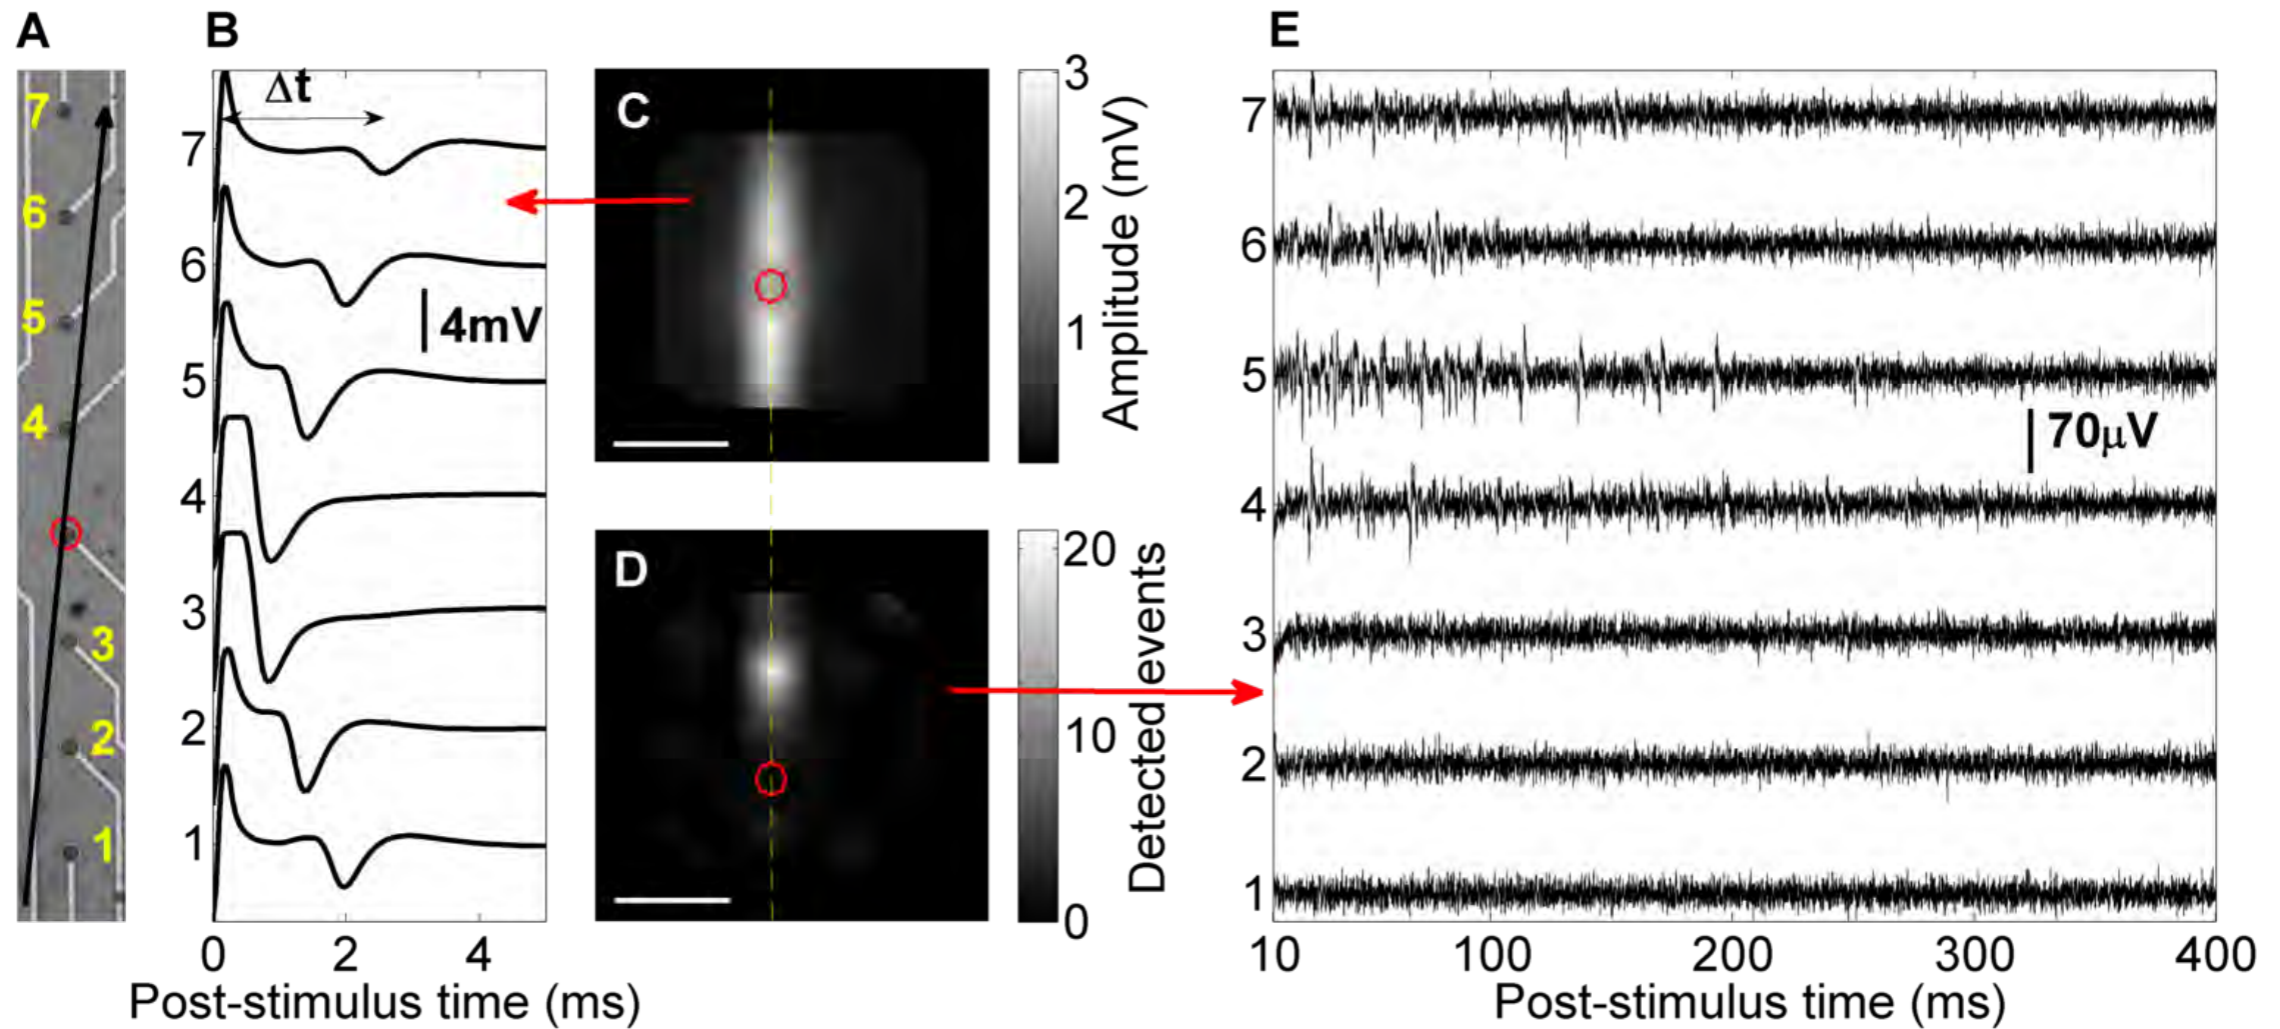 A
7
6
5
4
3
2
1
B
Δt
7
6
5
4
3
2
1
4mV
0 2 4
Post-stimulus time (ms)
C
3
2
1
Amplitude (mV)
D
20
10
0
Detected events
E
7
6
5
4
3
2
1
70μV
10 100 200 300 400
Post-stimulus time (ms)